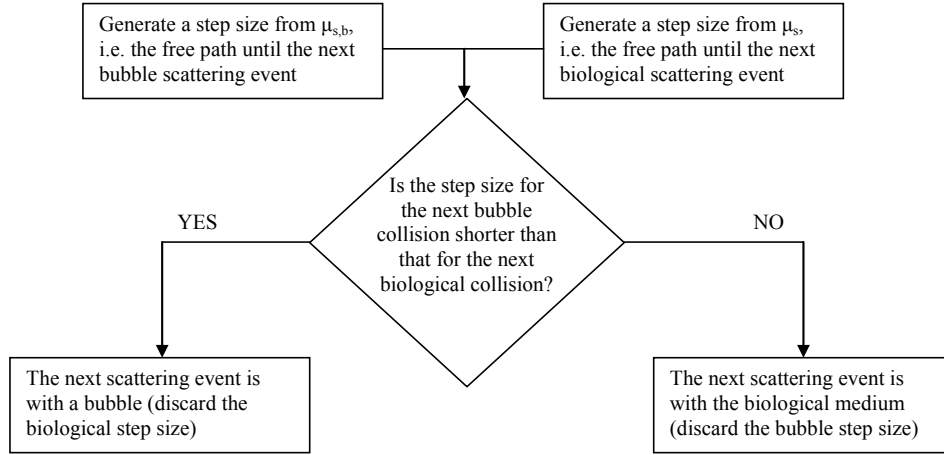 Generate a step size from μs,b,
i.e. the free path until the next
bubble scattering event
Generate a step size from μs,
i.e. the free path until the next
biological scattering event
Is the step size for
the next bubble
collision shorter than
that for the next
biological collision?
YES
NO
The next scattering event is
with a bubble (discard the
biological step size)
The next scattering event is
with the biological medium
(discard the bubble step size)